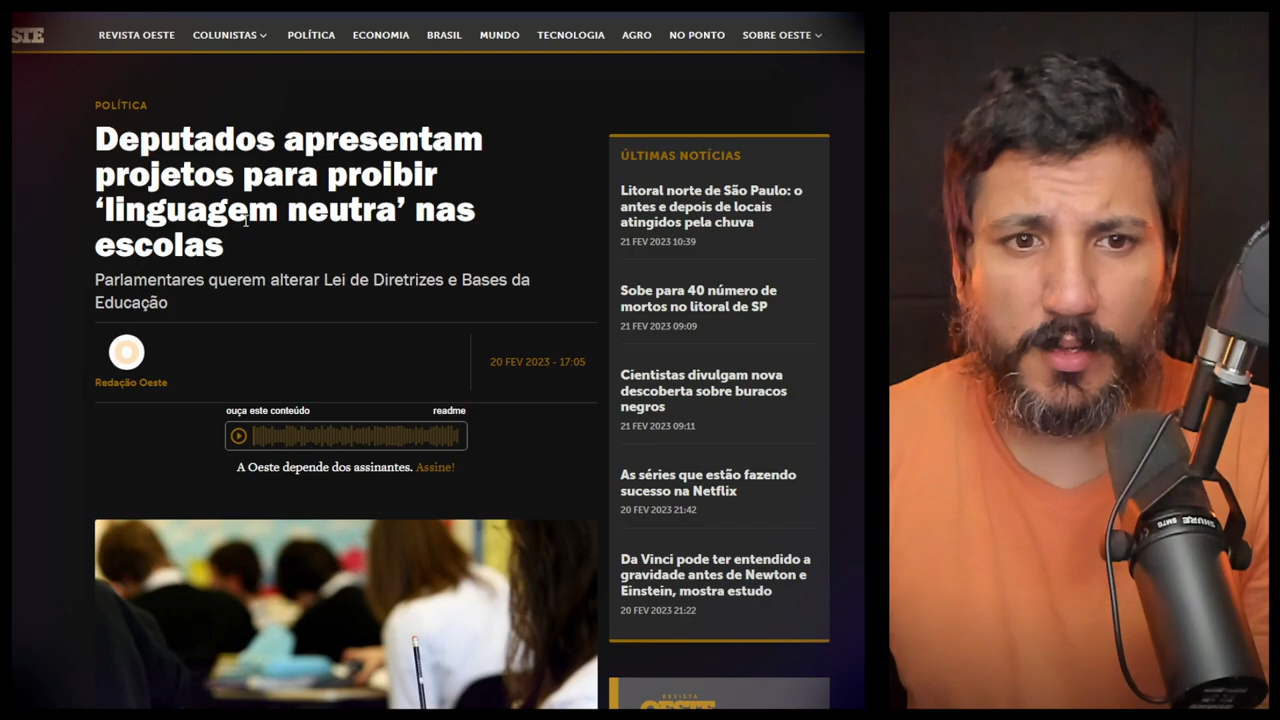 STE
REVISTA OESTE COLUNISTAS POLÍTICA ECONOMIA BRASIL MUNDO TECNOLOGIA AGRO NO PONTO SOBRE OESTE
POLÍTICA
Deputados apresentam
projetos para proibir
‘linguagem neutra’ nas
escolas
Parlamentares querem alterar Lei de Diretrizes e Bases da
Educação
Redação Oeste
20 FEV 2023 - 17:05
ouça este conteúdo
readme
A Oeste depende dos assinantes. Assine!
ÚLTIMAS NOTÍCIAS
Litoral norte de São Paulo: o
antes e depois de locais
atingidos pela chuva
21 FEV 2023 10:39
Sobe para 40 número de
mortos no litoral de SP
21 FEV 2023 09:09
Cientistas divulgam nova
descoberta sobre buracos
negros
21 FEV 2023 09:11
As séries que estão fazendo
sucesso na Netflix
20 FEV 2023 21:42
Da Vinci pode ter entendido a
gravidade antes de Newton e
Einstein, mostra estudo
20 FEV 2023 21:22
REVISTA
OESTE
SHURE SM7B